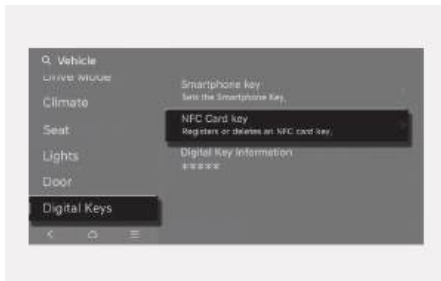 Vehicle
Drive Mode
Climate
Seat
Lights
Door
Digital Keys
Smartphone key
Sets the Smartphone Key.
NFC Card key
Registers or deletes an NFC card key.
Digital Key Information
*****